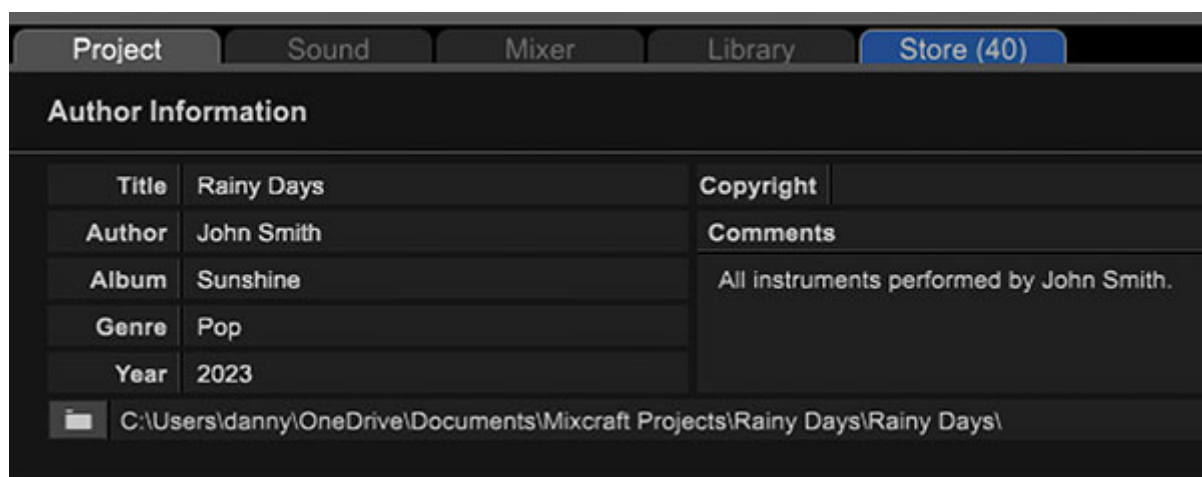 Project Sound Mixer Library Store (40)
Author Information
Title Rainy Days
Author John Smith
Album Sunshine
Genre Pop
Year 2023
Copyright
Comments
All instruments performed by John Smith.
C:\Users\danny\OneDrive\Documents\Mixcraft Projects\Rainy Days\Rainy Days\